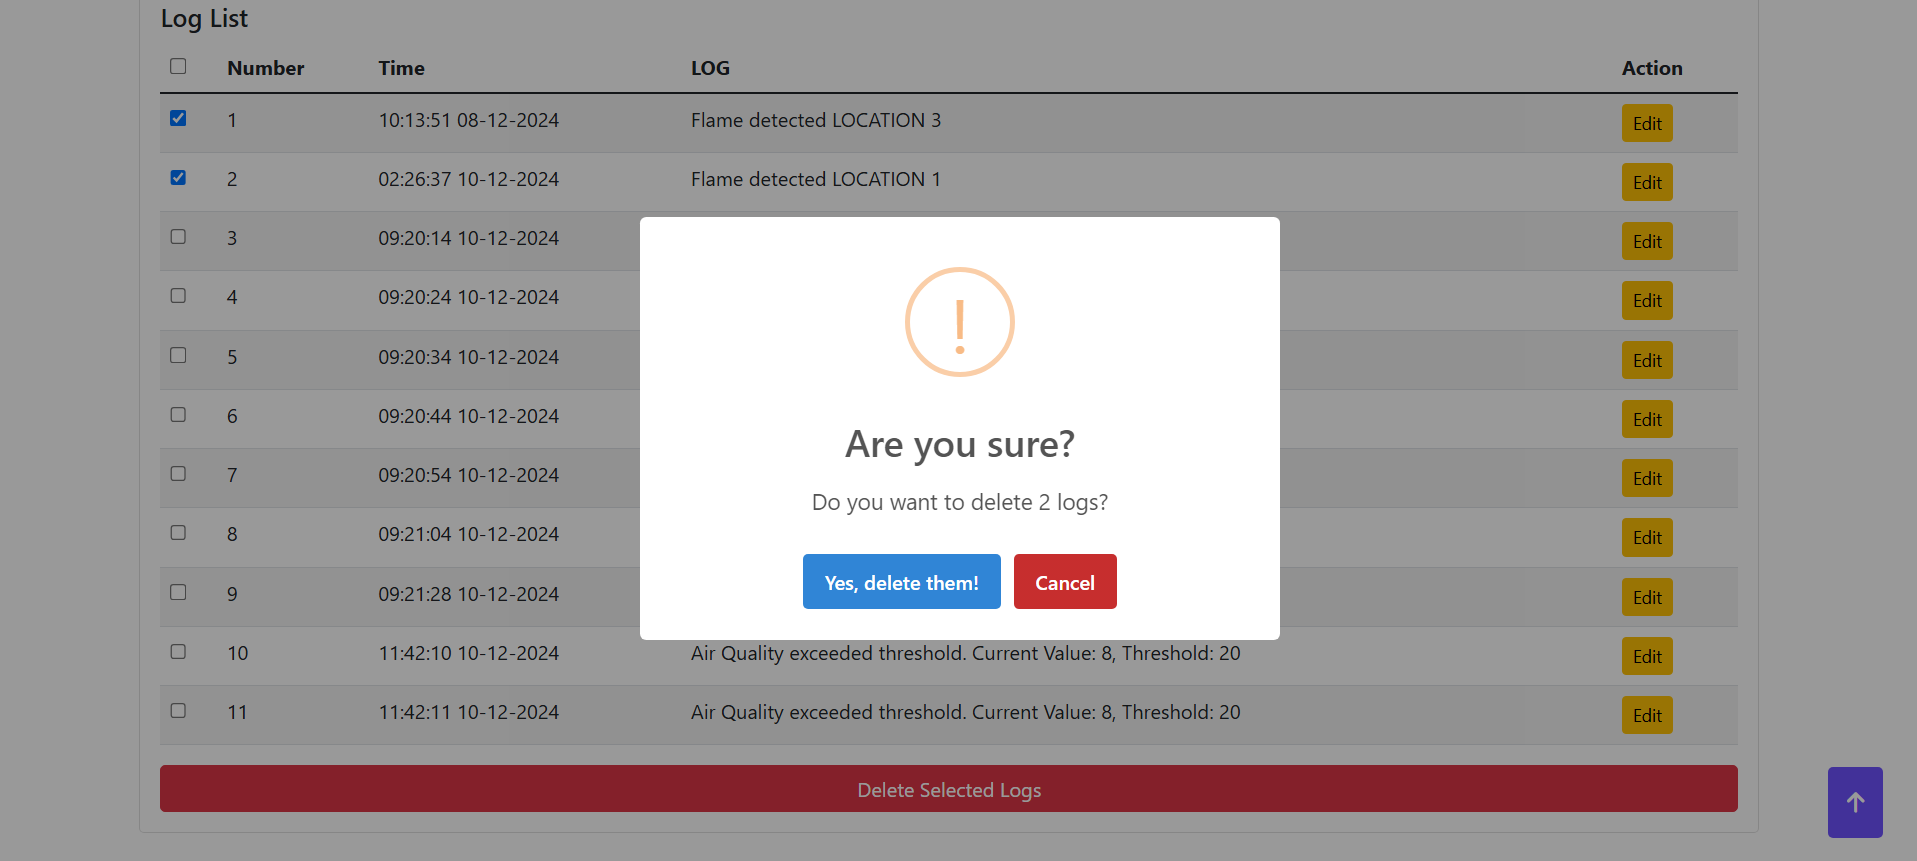 Log List
Number Time LOG Action
1 10:13:51 08-12-2024 Flame detected LOCATION 3 Edit
2 02:26:37 10-12-2024 Flame detected LOCATION 1 Edit
3 09:20:14 10-12-2024 Edit
4 09:20:24 10-12-2024 Edit
5 09:20:34 10-12-2024 Edit
6 09:20:44 10-12-2024 Edit
7 09:20:54 10-12-2024 Edit
8 09:21:04 10-12-2024 Edit
9 09:21:28 10-12-2024 Edit
10 11:42:10 10-12-2024 Air Quality exceeded threshold. Current Value: 8, Threshold: 20 Edit
11 11:42:11 10-12-2024 Air Quality exceeded threshold. Current Value: 8, Threshold: 20 Edit
Delete Selected Logs
!
Are you sure?
Do you want to delete 2 logs?
Yes, delete them! Cancel